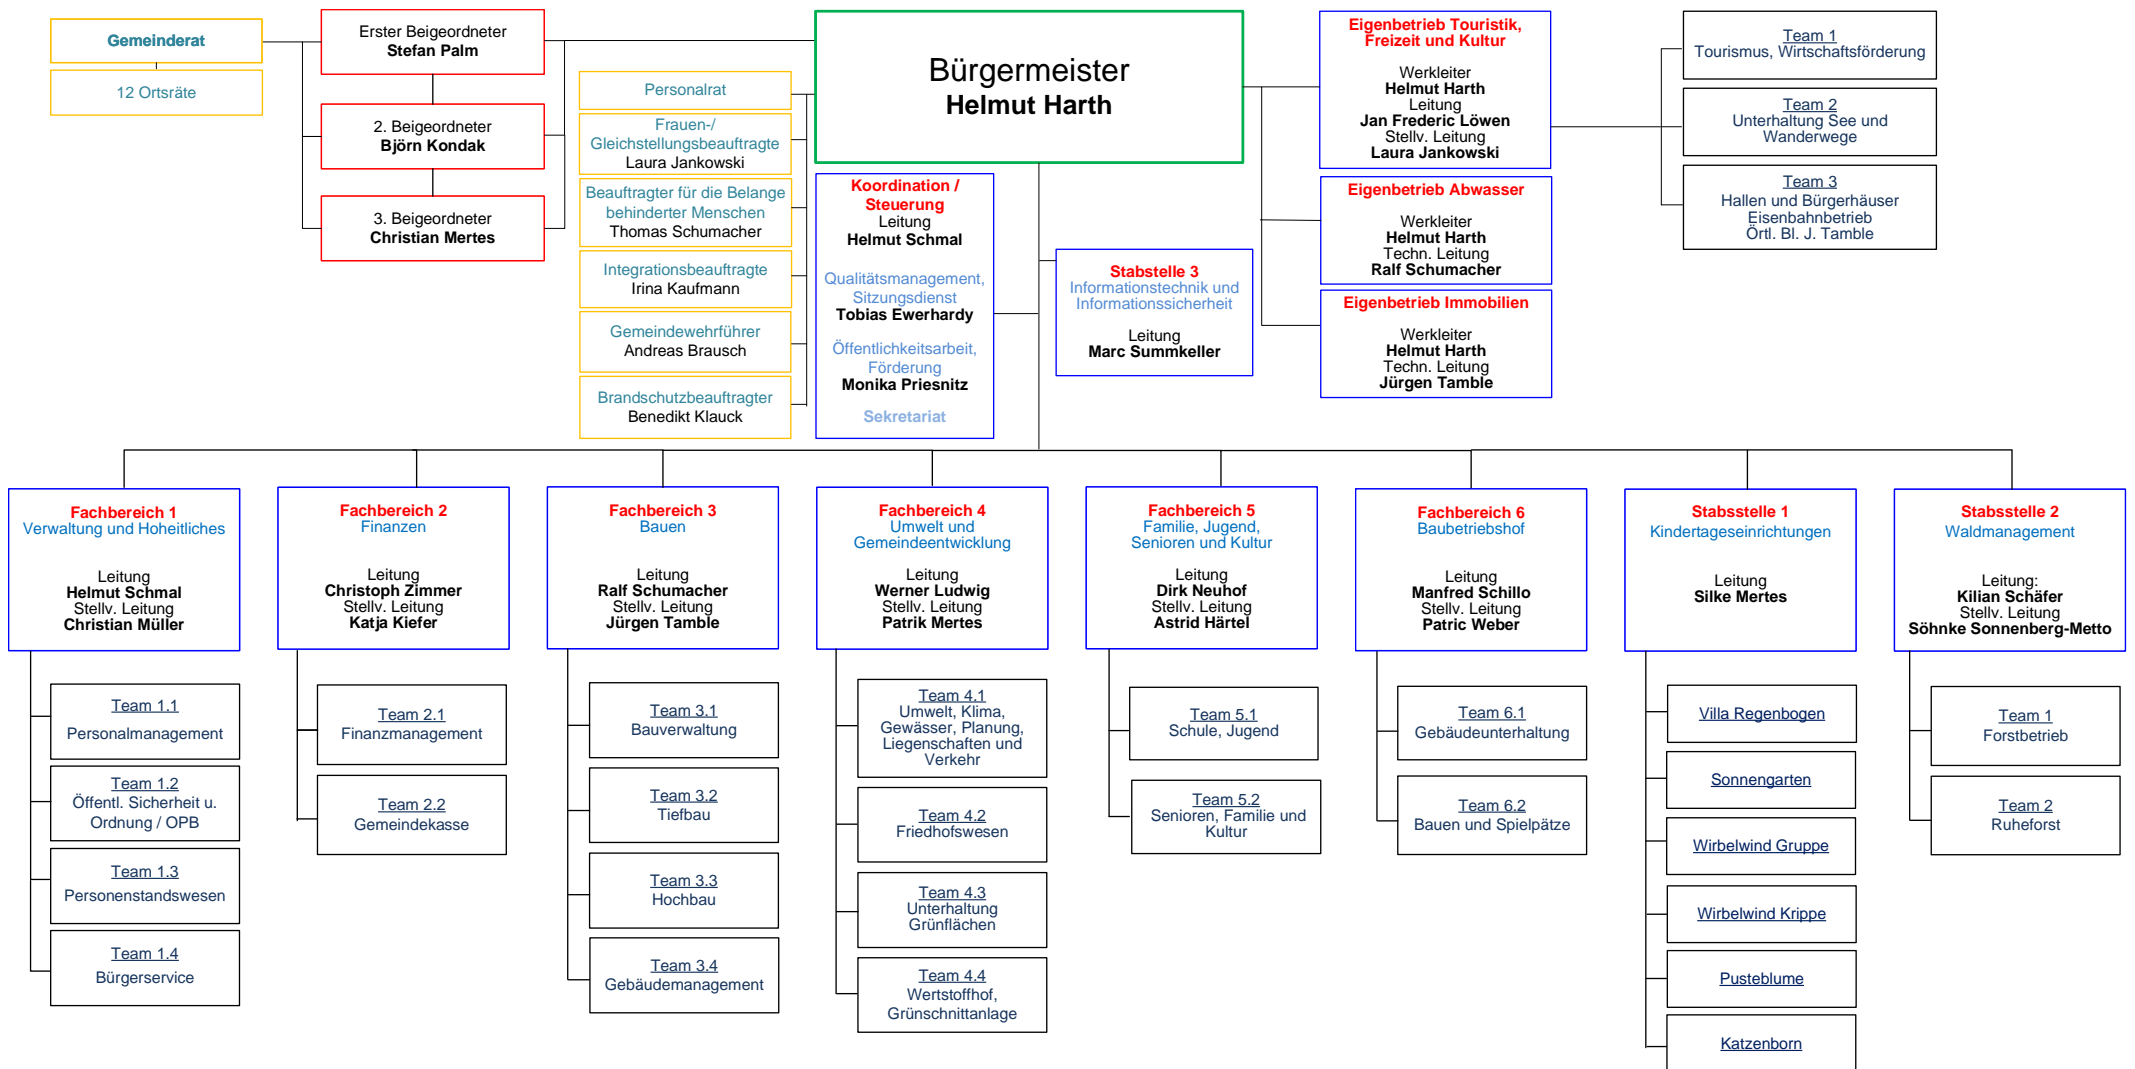 Gemeinderat
12 Ortsräte
Erster Beigeordneter
Stefan Palm
2. Beigeordneter
Björn Kondak
3. Beigeordneter
Christian Mertes
Personalrat
Frauen-/
Gleichstellungsbeauftragte
Laura Jankowski
Beauftragter für die Belange
behinderter Menschen
Thomas Schumacher
Integrationsbeauftragte
Irina Kaufmann
Gemeindewehrführer
Andreas Brausch
Brandschutzbeauftragter
Benedikt Klauck
Bürgermeister
Helmut Harth
Koordination /
Steuerung
Leitung
Helmut Schmal
Qualitätsmanagement,
Sitzungsdienst
Tobias Ewerhardy
Öffentlichkeitsarbeit,
Förderung
Monika Priesnitz
Sekretariat
Stabstelle 3
Informationstechnik und
Informationssicherheit
Leitung
Marc Summkeller
Eigenbetrieb Touristik,
Freizeit und Kultur
Werkleiter
Helmut Harth
Leitung
Jan Frederic Löwen
Stellv. Leitung
Laura Jankowski
Eigenbetrieb Abwasser
Werkleiter
Helmut Harth
Techn. Leitung
Ralf Schumacher
Eigenbetrieb Immobilien
Werkleiter
Helmut Harth
Techn. Leitung
Jürgen Tamble
Team 1
Tourismus, Wirtschaftsförderung
Team 2
Unterhaltung See und
Wanderwege
Team 3
Hallen und Bürgerhäuser
Eisenbahnbetrieb
Örtl. Bl. J. Tamble
Fachbereich 1
Verwaltung und Hoheitliches
Leitung
Helmut Schmal
Stellv. Leitung
Christian Müller
Team 1.1
Personalmanagement
Team 1.2
Öffentl. Sicherheit u.
Ordnung / OPB
Team 1.3
Personenstandswesen
Team 1.4
Bürgerservice
Fachbereich 2
Finanzen
Leitung
Christoph Zimmer
Stellv. Leitung
Katja Kiefer
Team 2.1
Finanzmanagement
Team 2.2
Gemeindekasse
Fachbereich 3
Bauen
Leitung
Ralf Schumacher
Stellv. Leitung
Jürgen Tamble
Team 3.1
Bauverwaltung
Team 3.2
Tiefbau
Team 3.3
Hochbau
Team 3.4
Gebäudemanagement
Fachbereich 4
Umwelt und
Gemeindeentwicklung
Leitung
Werner Ludwig
Stellv. Leitung
Patrik Mertes
Team 4.1
Umwelt, Klima,
Gewässer, Planung,
Liegenschaften und
Verkehr
Team 4.2
Friedhofswesen
Team 4.3
Unterhaltung
Grünflächen
Team 4.4
Wertstoffhof,
Grünschnittanlage
Fachbereich 5
Familie, Jugend,
Senioren und Kultur
Leitung
Dirk Neuhof
Stellv. Leitung
Astrid Härtel
Team 5.1
Schule, Jugend
Team 5.2
Senioren, Familie und
Kultur
Fachbereich 6
Baubetriebshof
Leitung
Manfred Schillo
Stellv. Leitung
Patric Weber
Team 6.1
Gebäudeunterhaltung
Team 6.2
Bauen und Spielpätze
Stabsstelle 1
Kindertageseinrichtungen
Leitung
Silke Mertes
Villa Regenbogen
Sonnengarten
Wirbelwind Gruppe
Wirbelwind Krippe
Pusteblume
Katzenborn
Stabsstelle 2
Waldmanagement
Leitung:
Kilian Schäfer
Stellv. Leitung
Söhnke Sonnenberg-Metto
Team 1
Forstbetrieb
Team 2
Ruheforst